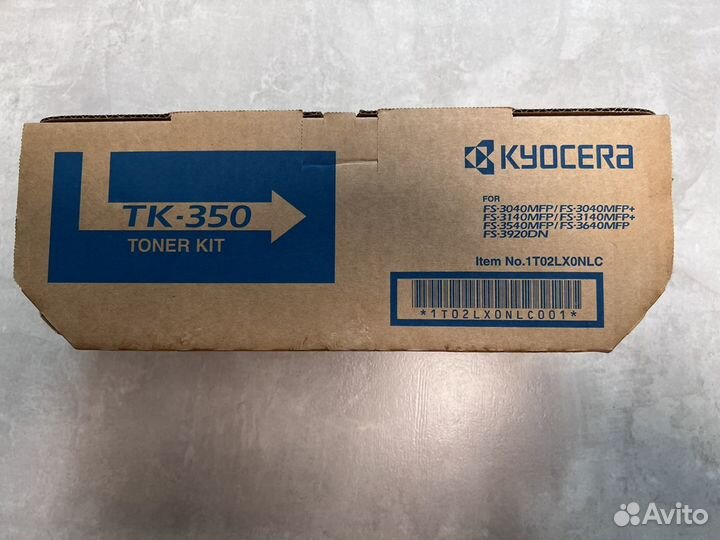 TK-350
TONER KIT
KYOCERA
FOR
FS-3040MFP/FS-3040MFP+
FS-3140MFP/FS-3140MFP+
FS-3540MFP/FS-3640MFP
FS-3920DN
Item No.1T02LX0NLC
*1T02LX0NLC001*
Avito